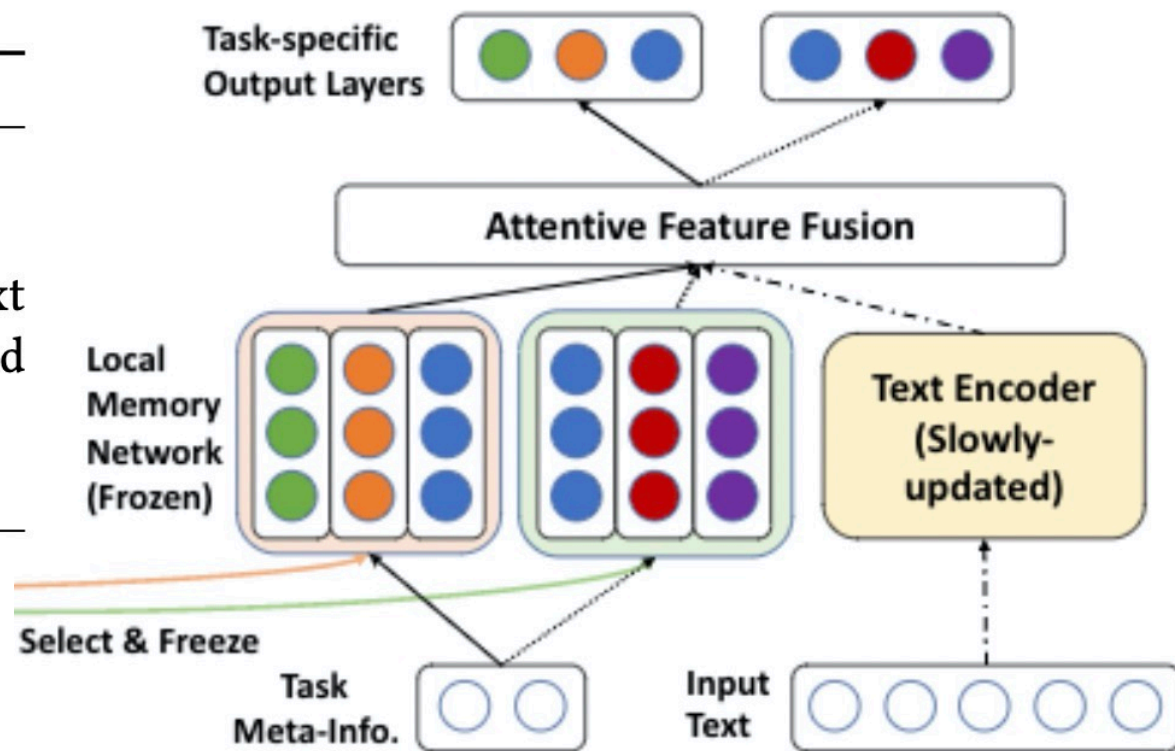 Task-specific
Output Layers
Attentive Feature Fusion
Local
Memory
Network
(Frozen)
Text Encoder
(Slowly-
updated)
Select & Freeze
Task
Meta-Info.
Input
Text